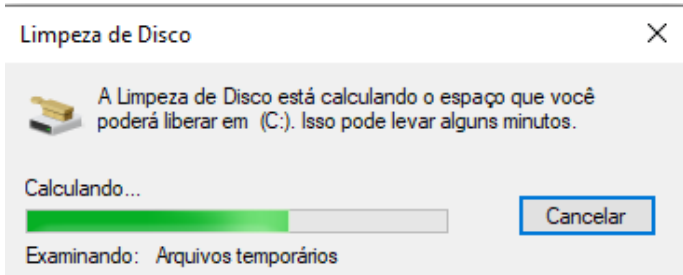 Limpeza de Disco
A Limpeza de Disco está calculando o espaço que você
poderá liberar em (C:). Isso pode levar alguns minutos.
Calculando...
Cancelar
Examinando: Arquivos temporários